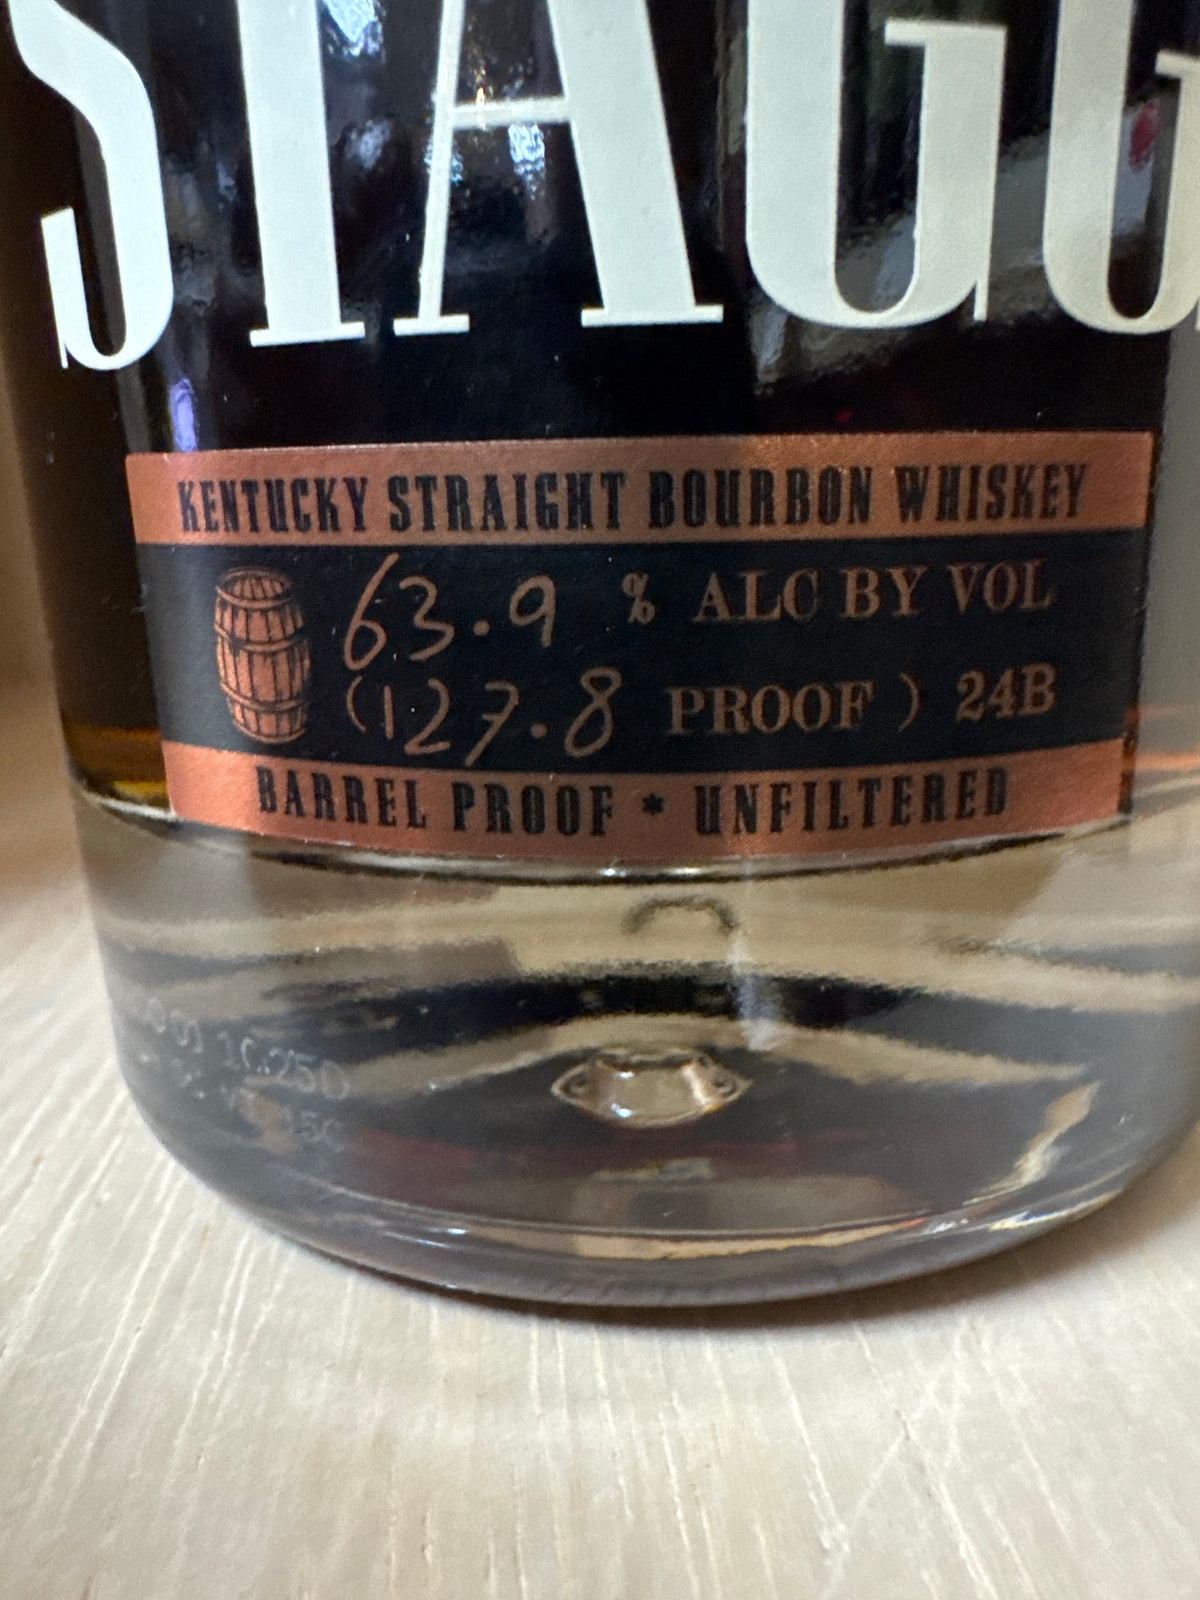 STAGG
KENTUCKY STRAIGHT BOURBON WHISKEY
63.9 % ALC BY VOL
(127.8 PROOF ) 24B
BARREL PROOF * UNFILTERED